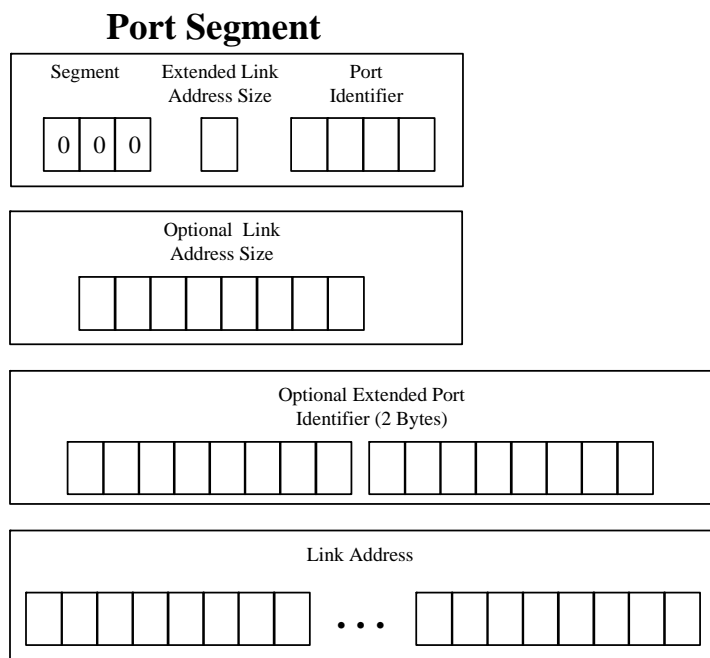 Port Segment
Segment
Extended Link
Address Size
Port
Identifier
0 0 0
Optional Link
Address Size
Optional Extended Port
Identifier (2 Bytes)
Link Address
. . .